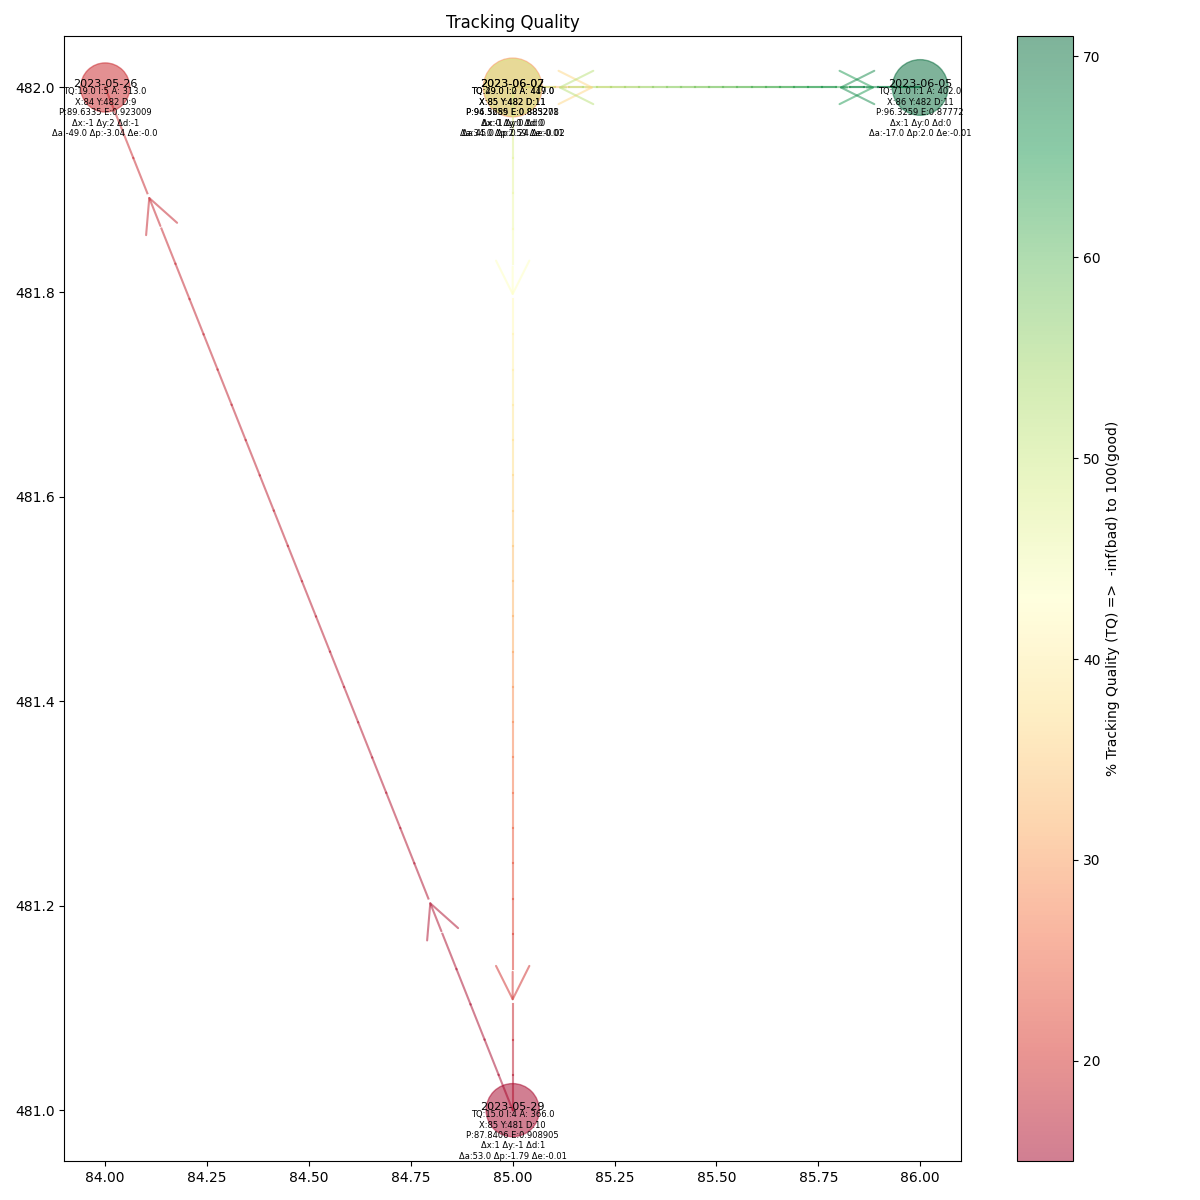 Tracking Quality
2023-05-26
TQ:19.0 I:5 A: 313.0
X:84 Y:482 D:9
P:89.6335 E:0.923009
Δx:-1 Δy:2 Δd:-1
Δa:-49.0 Δp:-3.04 Δe:-0.0
X:85 Y:482 D:11
2023-06-05
TQ:71.0 I:1 A: 402.0
X:86 Y:482 D:11
P:96.3259 E:0.87772
Δx:1 Δy:0 Δd:0
Δa:-17.0 Δp:2.0 Δe:-0.01
2023-05-29
TQ:15.0 I:4 A: 366.0
X:85 Y:481 D:10
P:87.8406 E:0.908905
Δx:1 Δy:-1 Δd:1
Δa:53.0 Δp:-1.79 Δe:-0.01
482.0
481.8
481.6
481.4
481.2
481.0
84.00 84.25 84.50 84.75 85.00 85.25 85.50 85.75 86.00
70
60
50
40
30
20
% Tracking Quality (TQ) => -inf(bad) to 100(good)